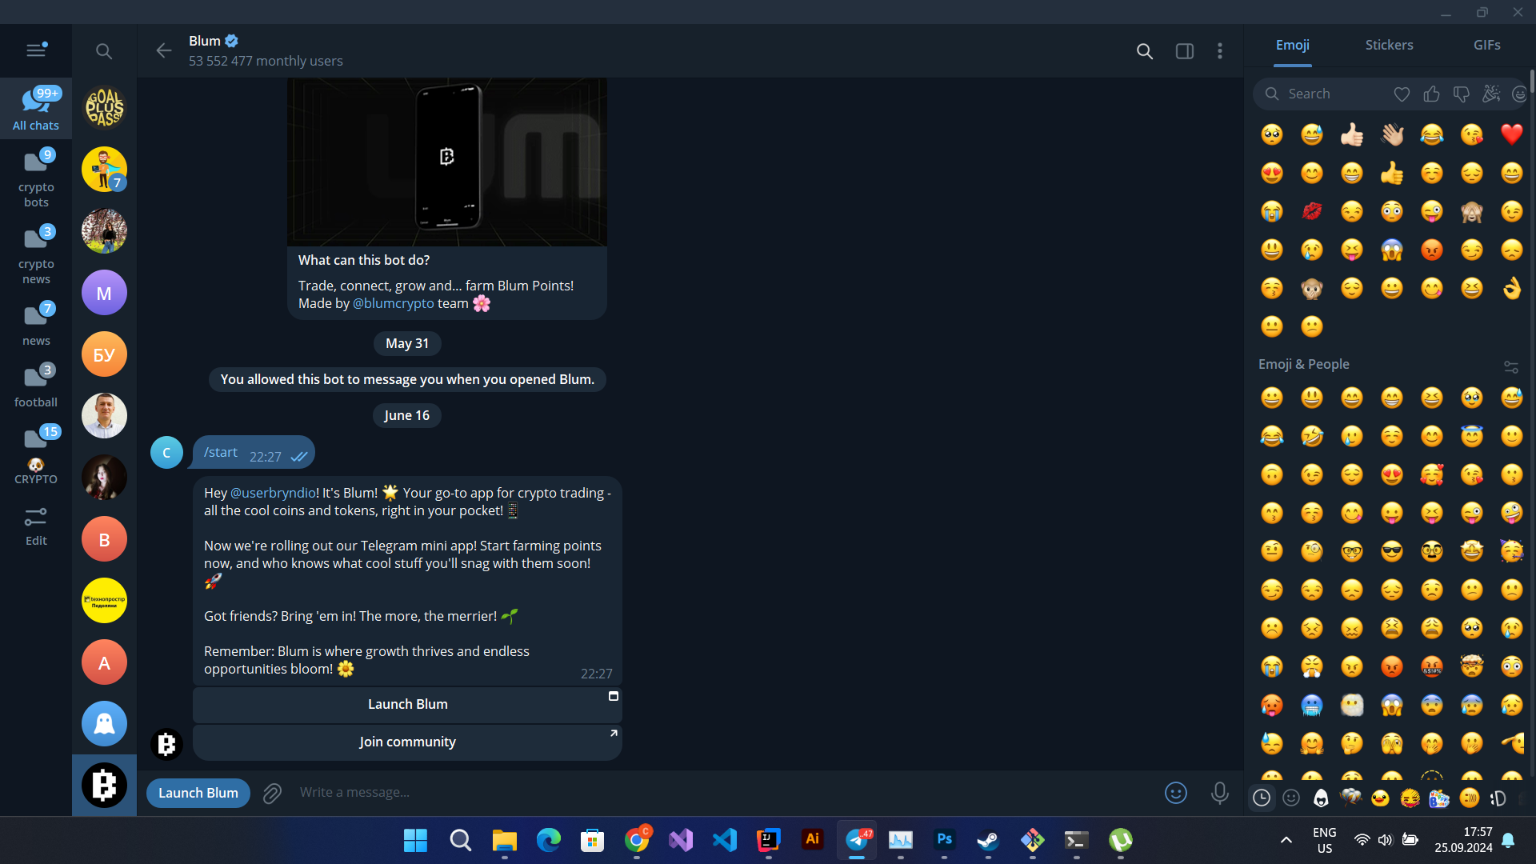 Blum
53 552 477 monthly users
Emoji
Stickers
GIFs
Search
99+
All chats
9
crypto
bots
3
crypto
news
7
news
3
football
15
CRYPTO
Edit
GOAL
PLUS
PASS
7
М
БУ
В
А
UM
What can this bot do?
Trade, connect, grow and... farm Blum Points!
Made by @blumcrypto team 🌸
May 31
You allowed this bot to message you when you opened Blum.
June 16
C
/start 22:27
Hey @userbryndio! It's Blum! 🌟 Your go-to app for crypto trading -
all the cool coins and tokens, right in your pocket! 📱
Now we're rolling out our Telegram mini app! Start farming points
now, and who knows what cool stuff you'll snag with them soon!
🚀
Got friends? Bring 'em in! The more, the merrier! 🌱
Remember: Blum is where growth thrives and endless
opportunities bloom! 🌼
22:27
Launch Blum
Join community
Launch Blum
Write a message...
Emoji & People
:D
C
Ai
47
Ps
ENG
US
17:57
25.09.2024